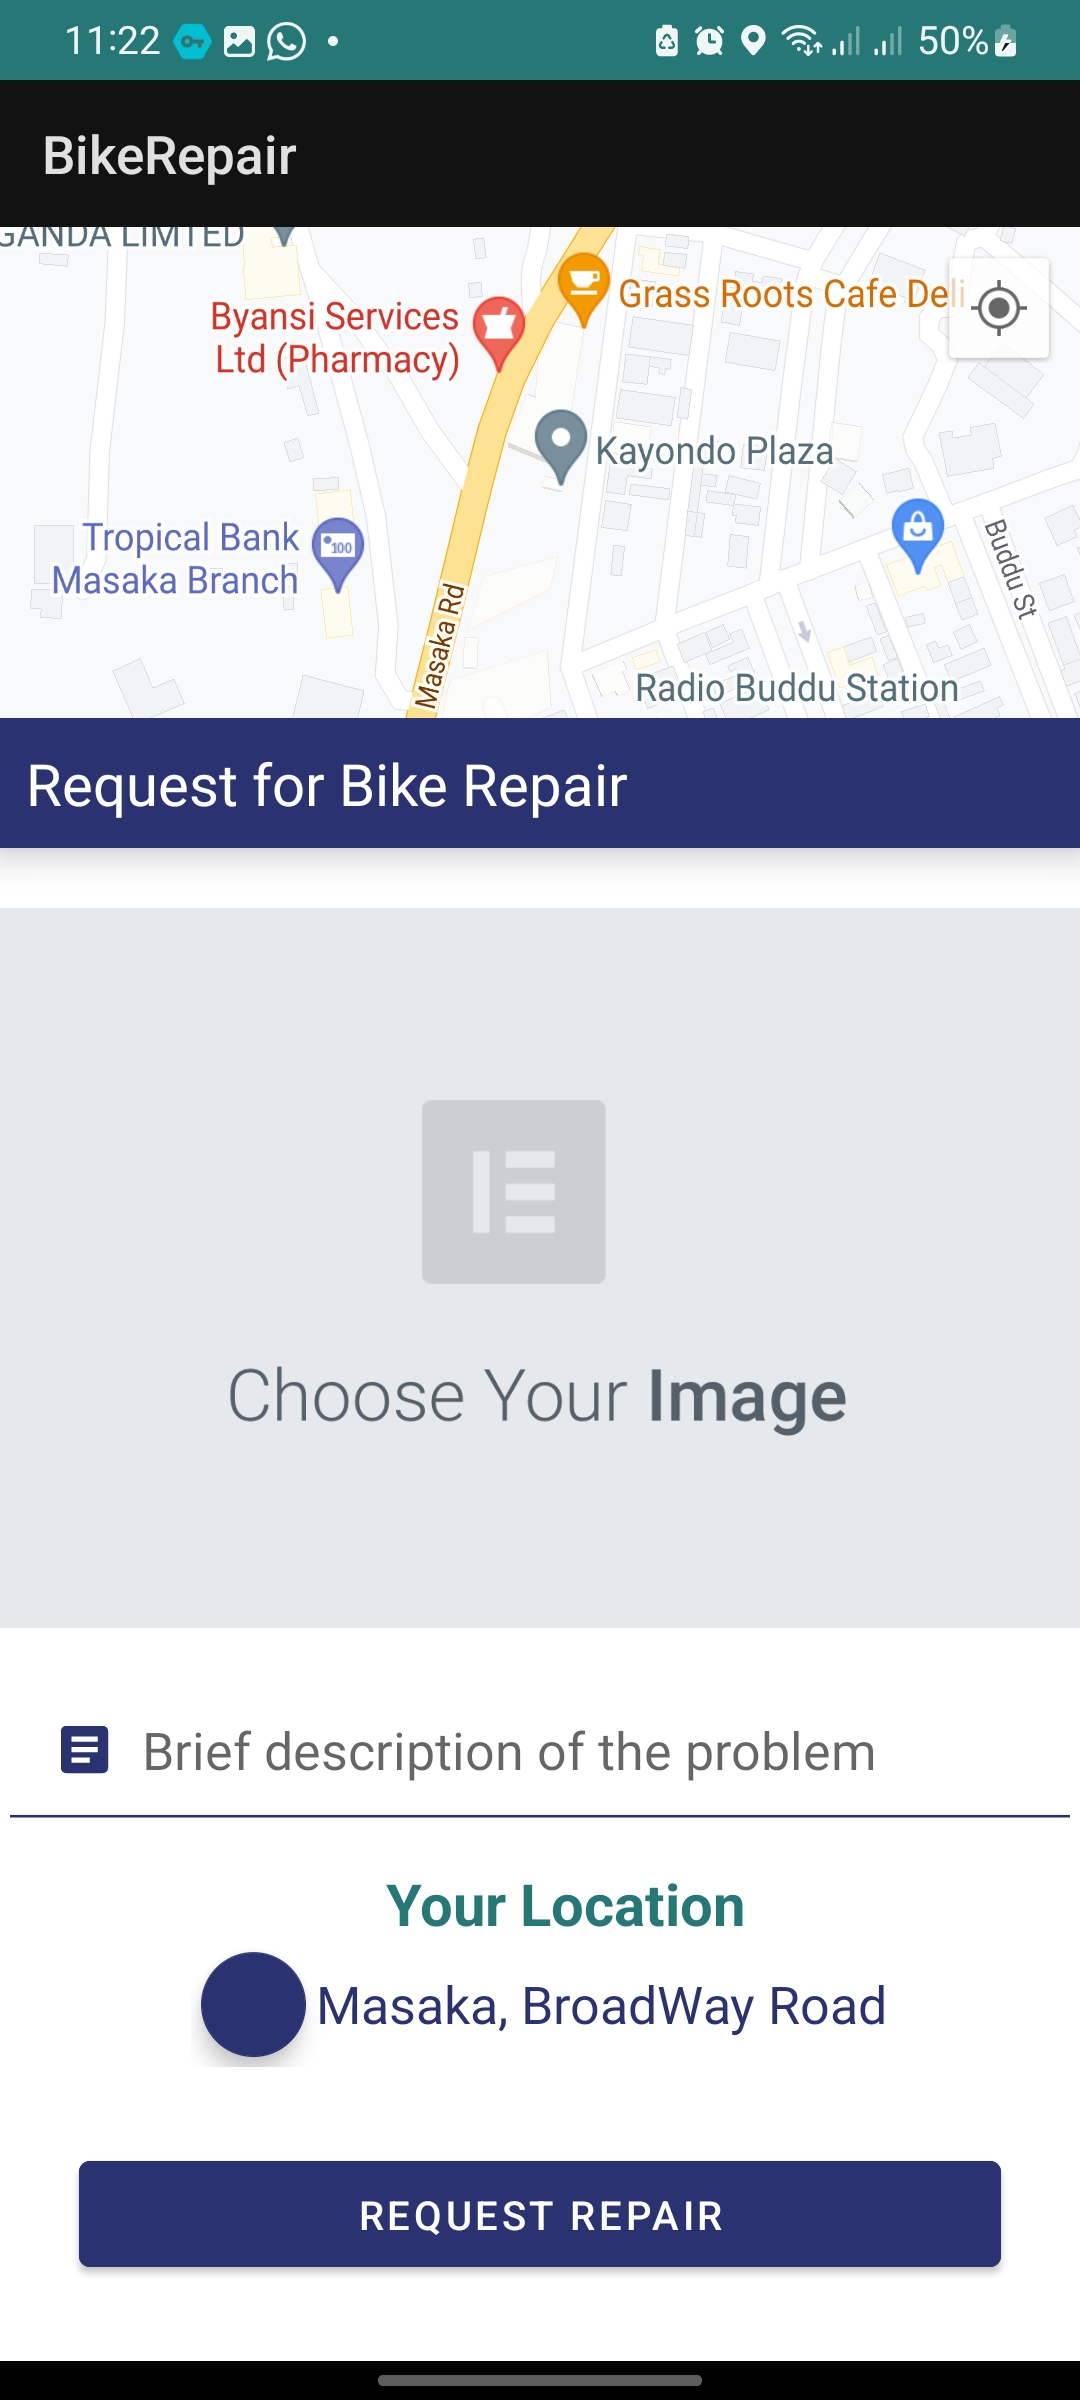 11:22
50%
BikeRepair
GANDA LIMTED
Grass Roots Cafe Deli
Byansi Services
Ltd (Pharmacy)
Kayondo Plaza
Tropical Bank
Masaka Branch
100
Buddu St
Masaka Rd
Radio Buddu Station
Request for Bike Repair
Choose Your Image
Brief description of the problem
Your Location
Masaka, BroadWay Road
REQUEST REPAIR